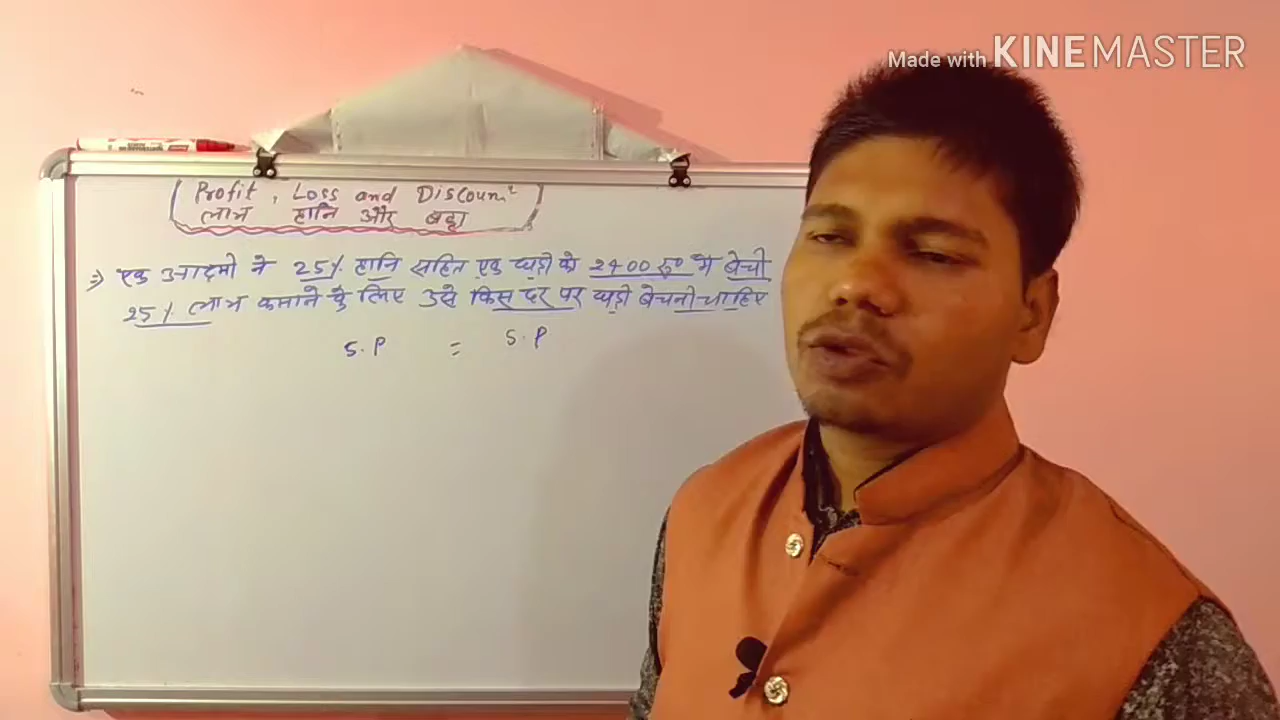 Made with KINEMASTER
Profit, Loss and Discount
लाभ हानि और बट्टा
⇒ एक आदमी ने 25% हानि सहित एक घड़ी को 2400 रु० में बेची
25% लाभ कमाने के लिए उसे किस दर पर घड़ी बेचनी चाहिए
S.P = S.P